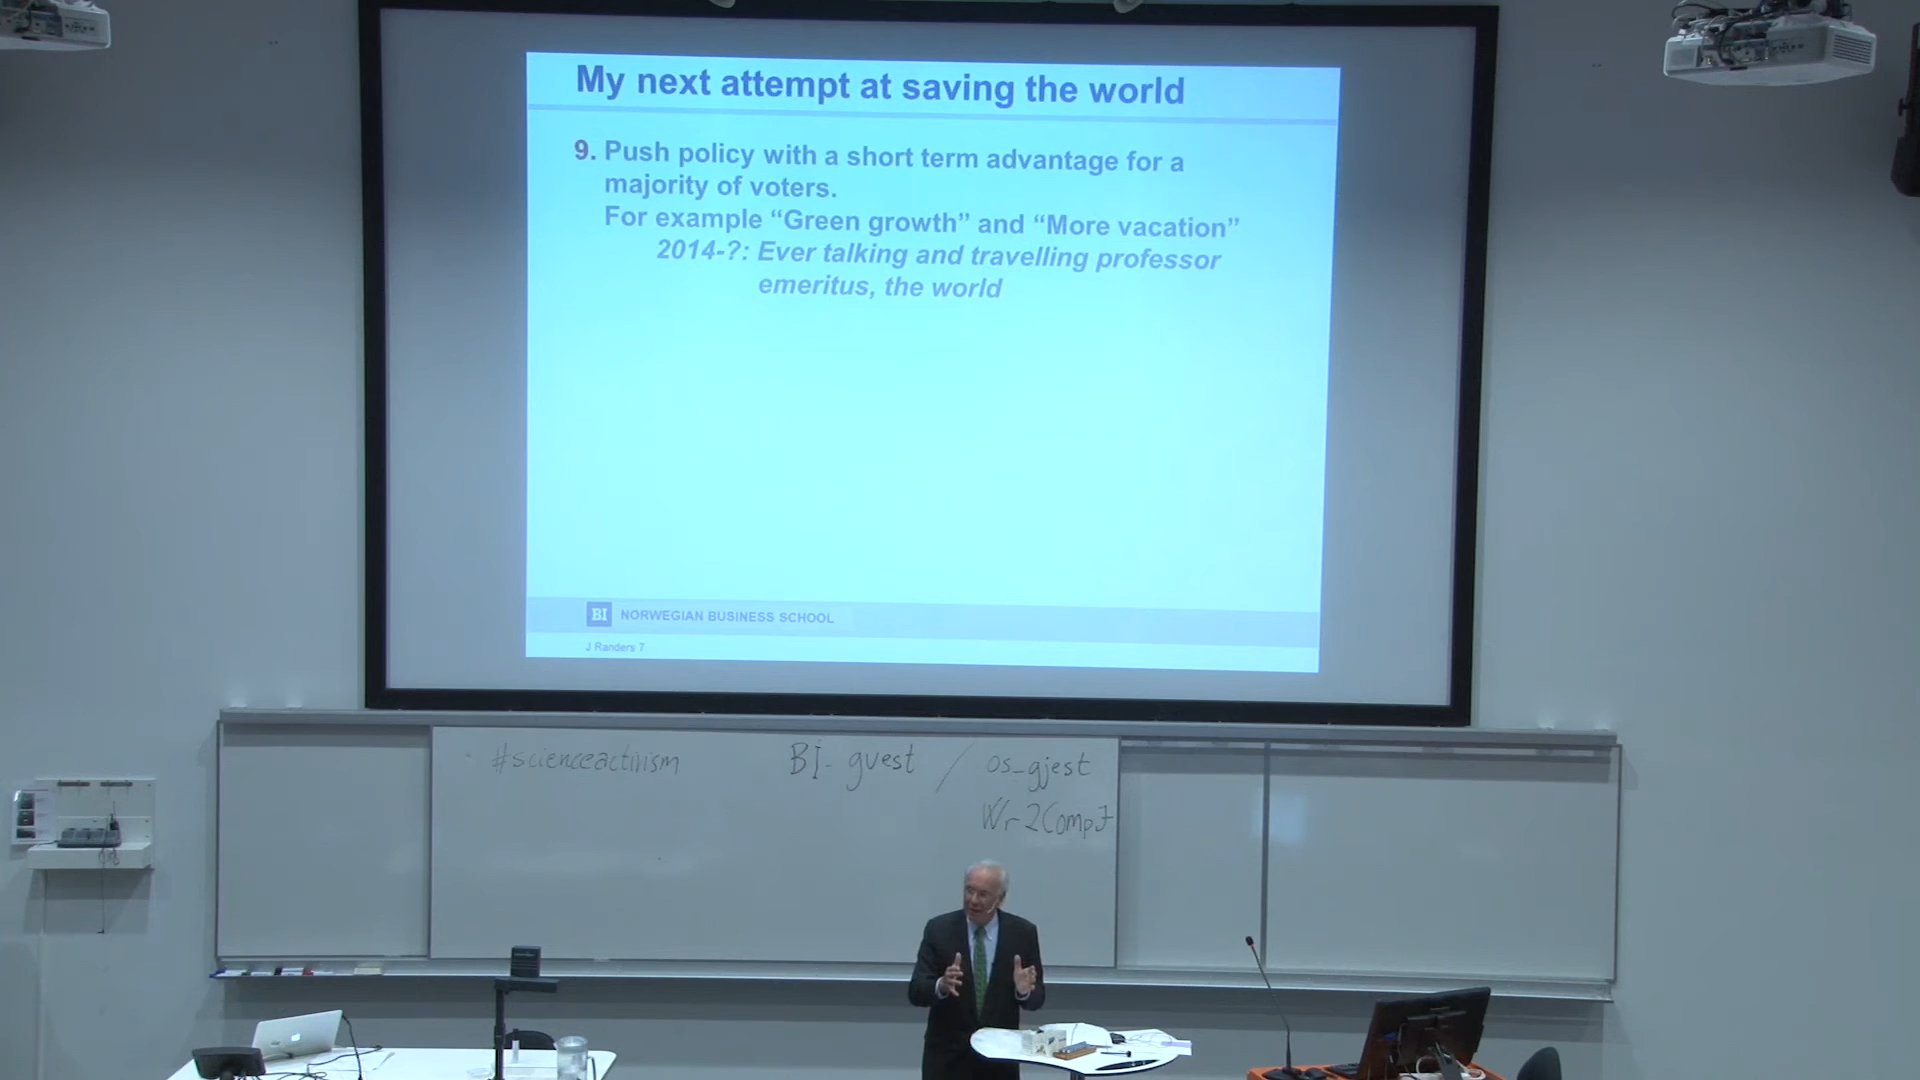 My next attempt at saving the world
9. Push policy with a short term advantage for a
majority of voters.
For example “Green growth” and “More vacation”
2014-?: Ever talking and travelling professor
emeritus, the world
BI NORWEGIAN BUSINESS SCHOOL
J Randers 7
#scienceactivism
BI-guest / os_gjest